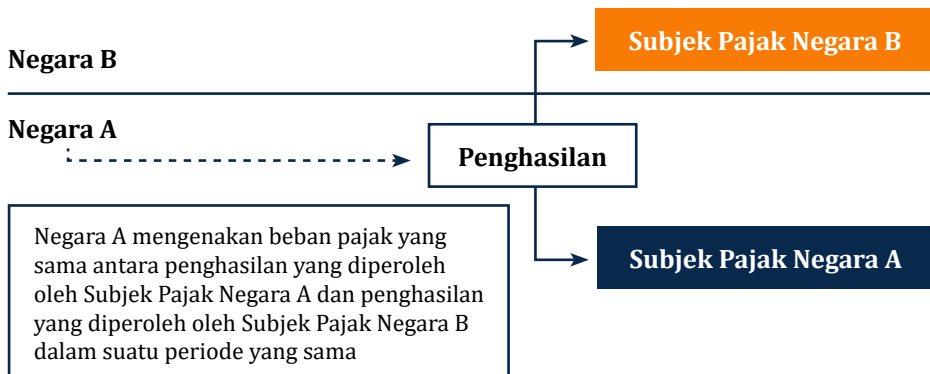 Subjek Pajak Negara B
Negara B
Negara A
Penghasilan
Negara A mengenakan beban pajak yang
sama antara penghasilan yang diperoleh
oleh Subjek Pajak Negara A dan penghasilan
yang diperoleh oleh Subjek Pajak Negara B
dalam suatu periode yang sama
Subjek Pajak Negara A